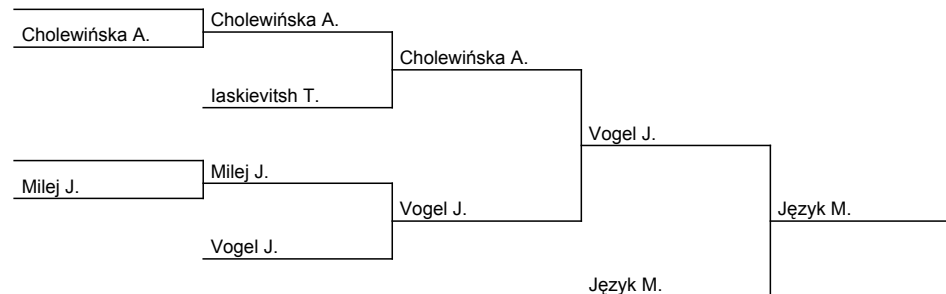 Cholewińska A.
Cholewińska A.
Cholewińska A.
Iaskievitsh T.
Vogel J.
Milej J.
Milej J.
Vogel J.
Język M.
Vogel J.
Język M.